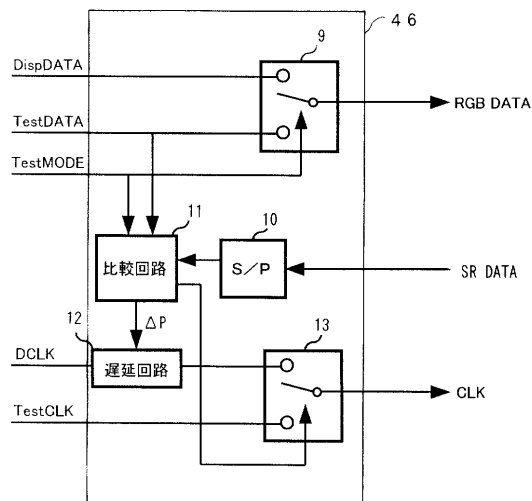 46
9
DispDATA
RGB DATA
TestDATA
TestMODE
11
10
比較回路
S/P
SR DATA
ΔP
12
13
DCLK
遅延回路
CLK
TestCLK